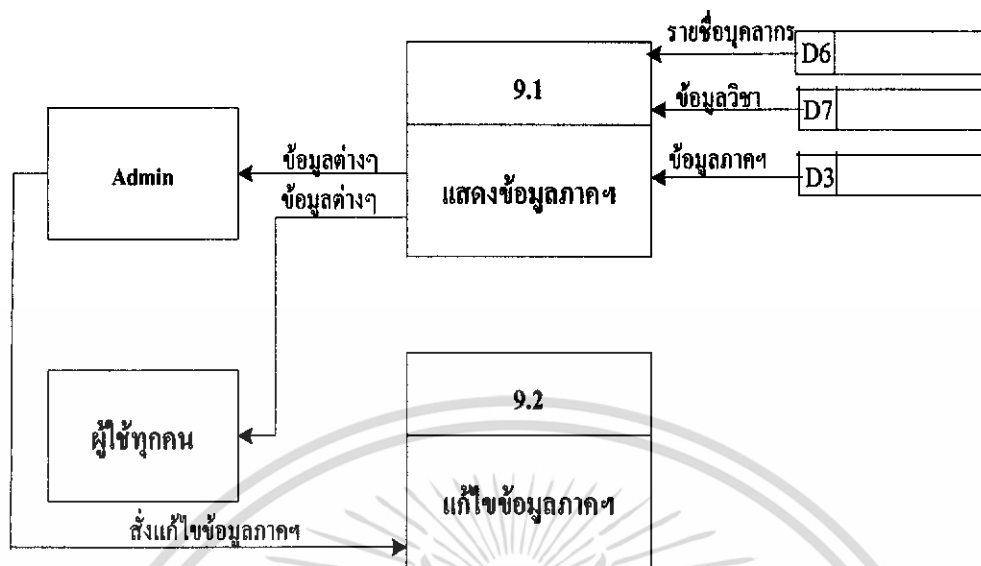 รายชื่อบุคลากร
D6
9.1
ข้อมูลวิชา
D7
Admin
ข้อมูลต่างๆ
ข้อมูลภาคฯ
D3
แสดงข้อมูลภาคฯ
ข้อมูลต่างๆ
9.2
ผู้ใช้ทุกคน
แก้ไขข้อมูลภาคฯ
สั่งแก้ไขข้อมูลภาคฯ